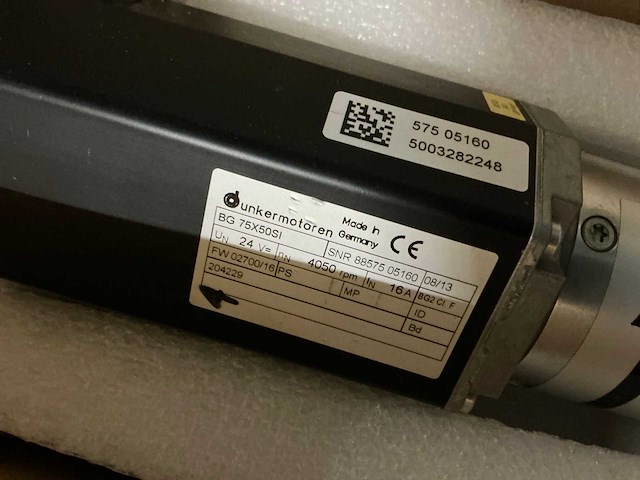 575 05160
5003282248
dunkermotoren Made in Germany CE
BG 75X50SI SNR 88575 05160 08/13
UN 24 V= nN 4050 rpm IN 16 A BG2 Cl. F
FW 02700/16 PS MP ID
204229 Bd